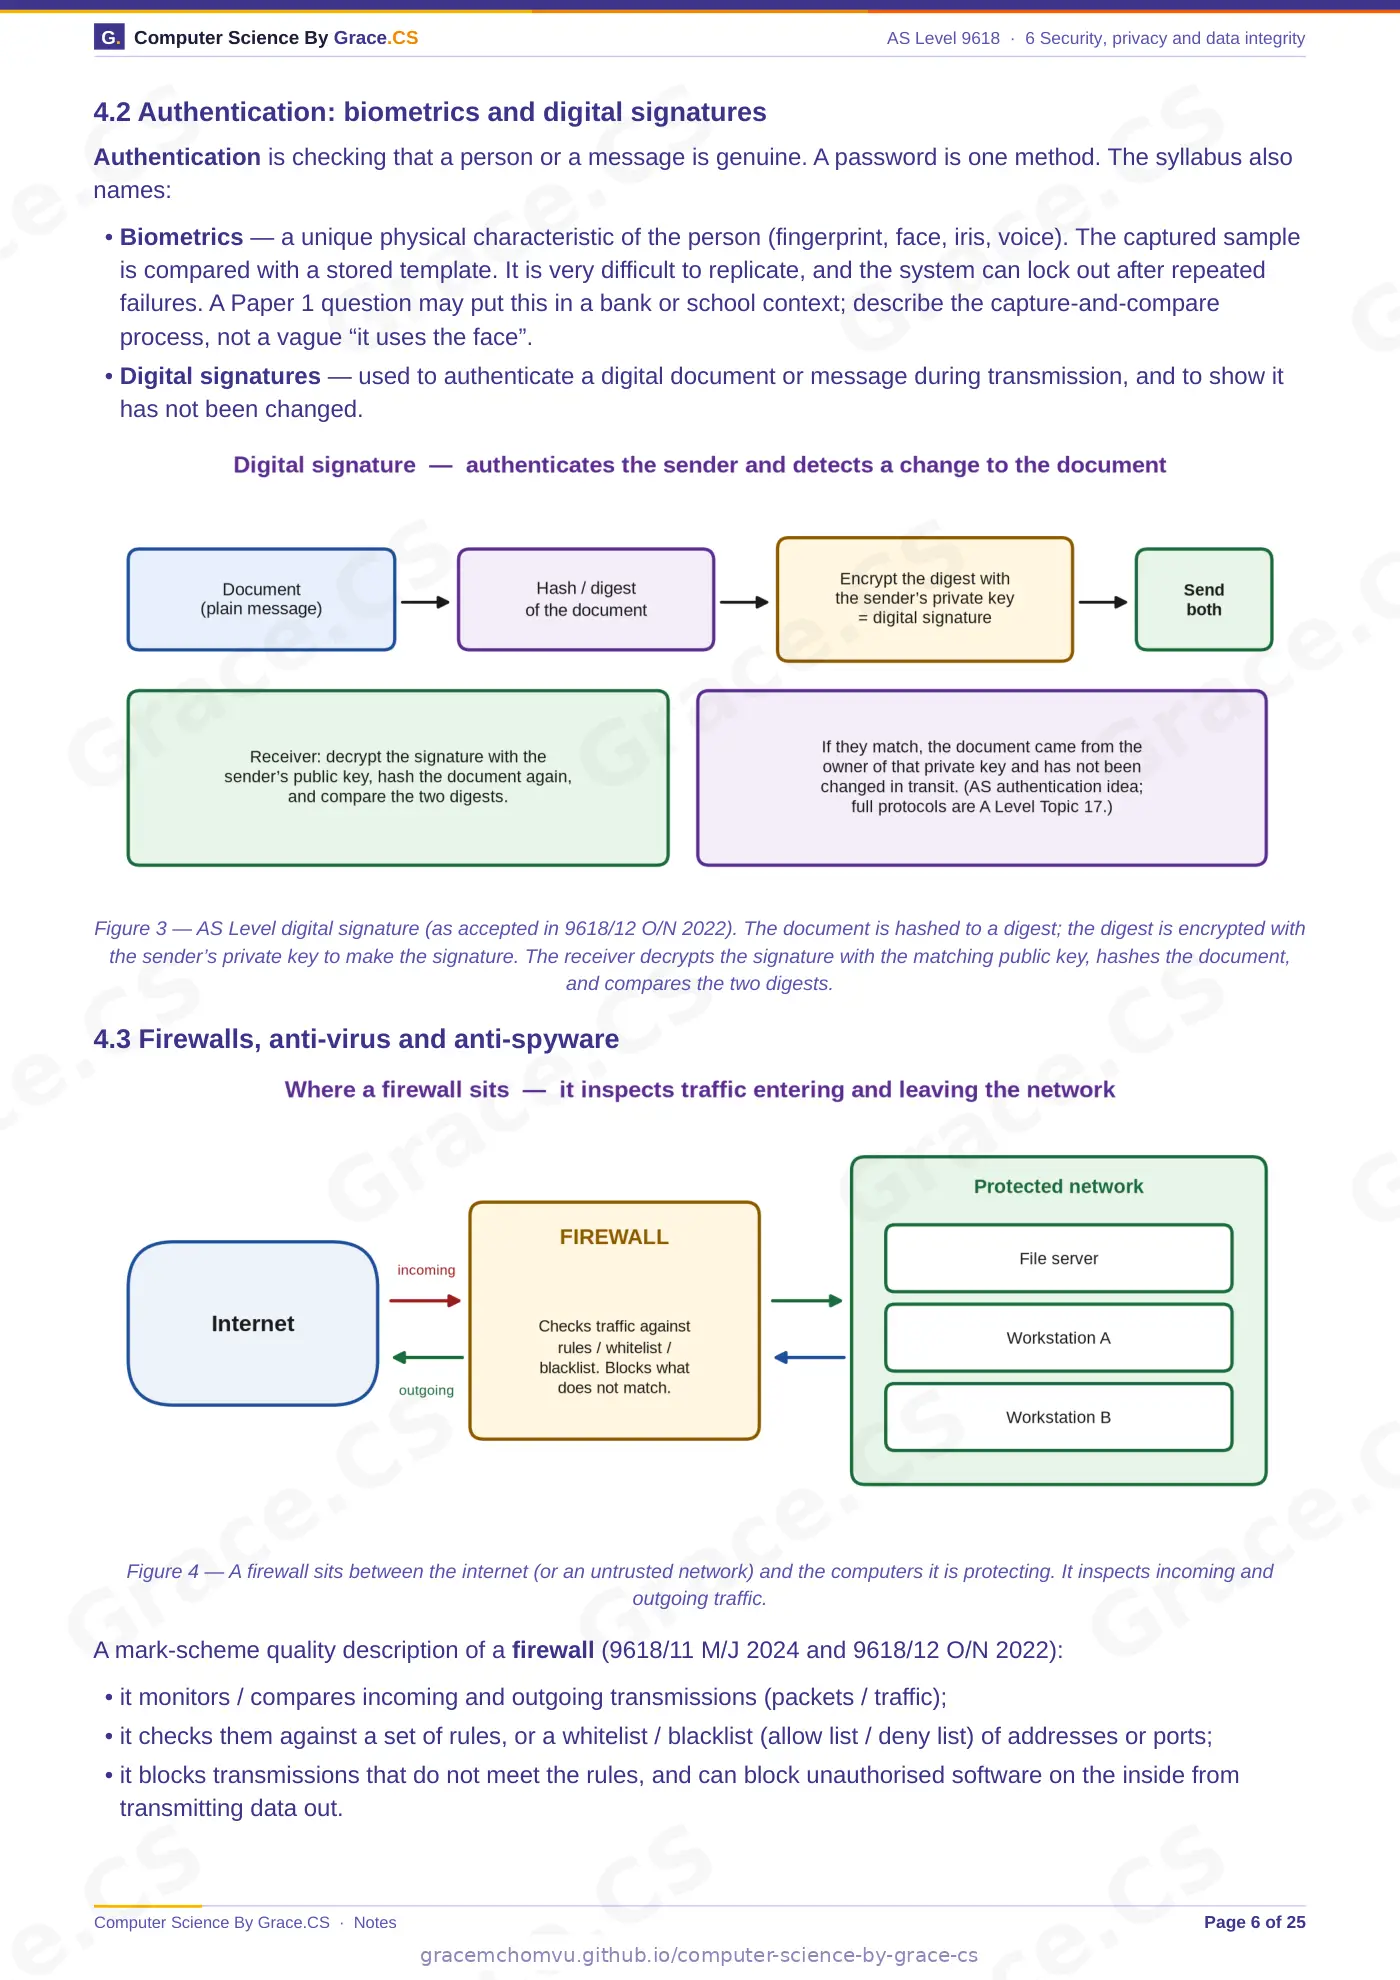 G. Computer Science By Grace.CS
AS Level 9618 · 6 Security, privacy and data integrity
4.2 Authentication: biometrics and digital signatures
Authentication is checking that a person or a message is genuine. A password is one method. The syllabus also
names:
• Biometrics — a unique physical characteristic of the person (fingerprint, face, iris, voice). The captured sample
is compared with a stored template. It is very difficult to replicate, and the system can lock out after repeated
failures. A Paper 1 question may put this in a bank or school context; describe the capture-and-compare
process, not a vague “it uses the face”.
• Digital signatures — used to authenticate a digital document or message during transmission, and to show it
has not been changed.
Digital signature — authenticates the sender and detects a change to the document
Document
(plain message)
Hash / digest
of the document
Encrypt the digest with
the sender’s private key
= digital signature
Send
both
Receiver: decrypt the signature with the
sender’s public key, hash the document again,
and compare the two digests.
If they match, the document came from the
owner of that private key and has not been
changed in transit. (AS authentication idea;
full protocols are A Level Topic 17.)
Figure 3 — AS Level digital signature (as accepted in 9618/12 O/N 2022). The document is hashed to a digest; the digest is encrypted with
the sender’s private key to make the signature. The receiver decrypts the signature with the matching public key, hashes the document,
and compares the two digests.
4.3 Firewalls, anti-virus and anti-spyware
Where a firewall sits — it inspects traffic entering and leaving the network
Internet
incoming
outgoing
FIREWALL
Checks traffic against
rules / whitelist /
blacklist. Blocks what
does not match.
Protected network
File server
Workstation A
Workstation B
Figure 4 — A firewall sits between the internet (or an untrusted network) and the computers it is protecting. It inspects incoming and
outgoing traffic.
A mark-scheme quality description of a firewall (9618/11 M/J 2024 and 9618/12 O/N 2022):
• it monitors / compares incoming and outgoing transmissions (packets / traffic);
• it checks them against a set of rules, or a whitelist / blacklist (allow list / deny list) of addresses or ports;
• it blocks transmissions that do not meet the rules, and can block unauthorised software on the inside from
transmitting data out.
Computer Science By Grace.CS · Notes
Page 6 of 25
gracemchomvu.github.io/computer-science-by-grace-cs